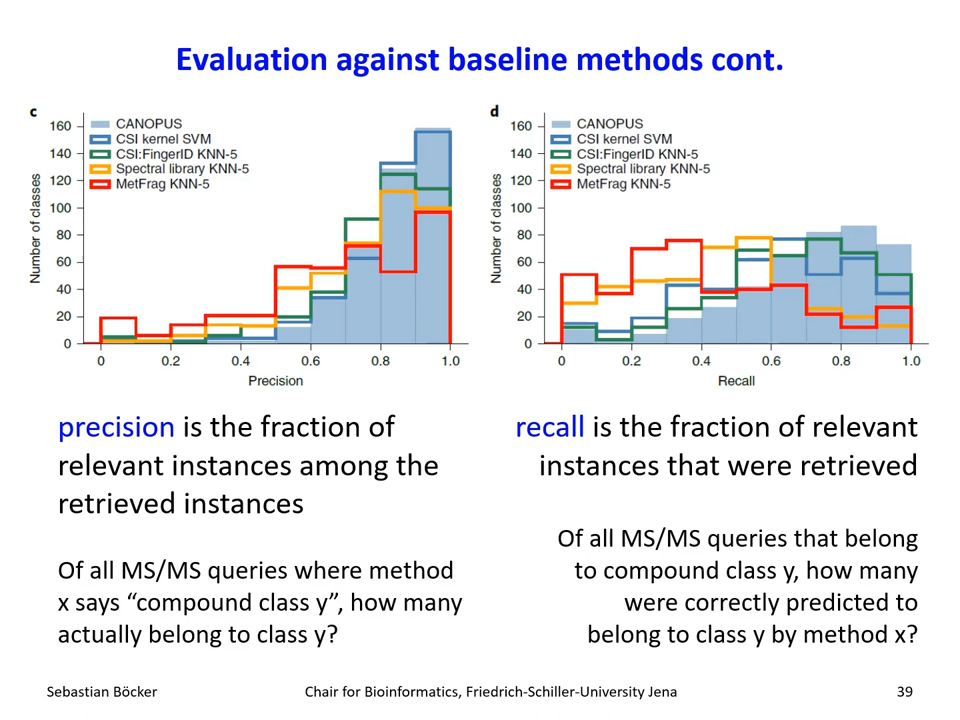 Evaluation against baseline methods cont.
c
160
140
120
100
80
60
40
20
0
Number of classes
CANOPUS
CSI kernel SVM
CSI:FingerID KNN-5
Spectral library KNN-5
MetFrag KNN-5
0 0.2 0.4 0.6 0.8 1.0
Precision
d
160
140
120
100
80
60
40
20
0
Number of classes
CANOPUS
CSI kernel SVM
CSI:FingerID KNN-5
Spectral library KNN-5
MetFrag KNN-5
0 0.2 0.4 0.6 0.8 1.0
Recall
precision is the fraction of
relevant instances among the
retrieved instances
Of all MS/MS queries where method
x says “compound class y”, how many
actually belong to class y?
recall is the fraction of relevant
instances that were retrieved
Of all MS/MS queries that belong
to compound class y, how many
were correctly predicted to
belong to class y by method x?
Sebastian Böcker
Chair for Bioinformatics, Friedrich-Schiller-University Jena
39